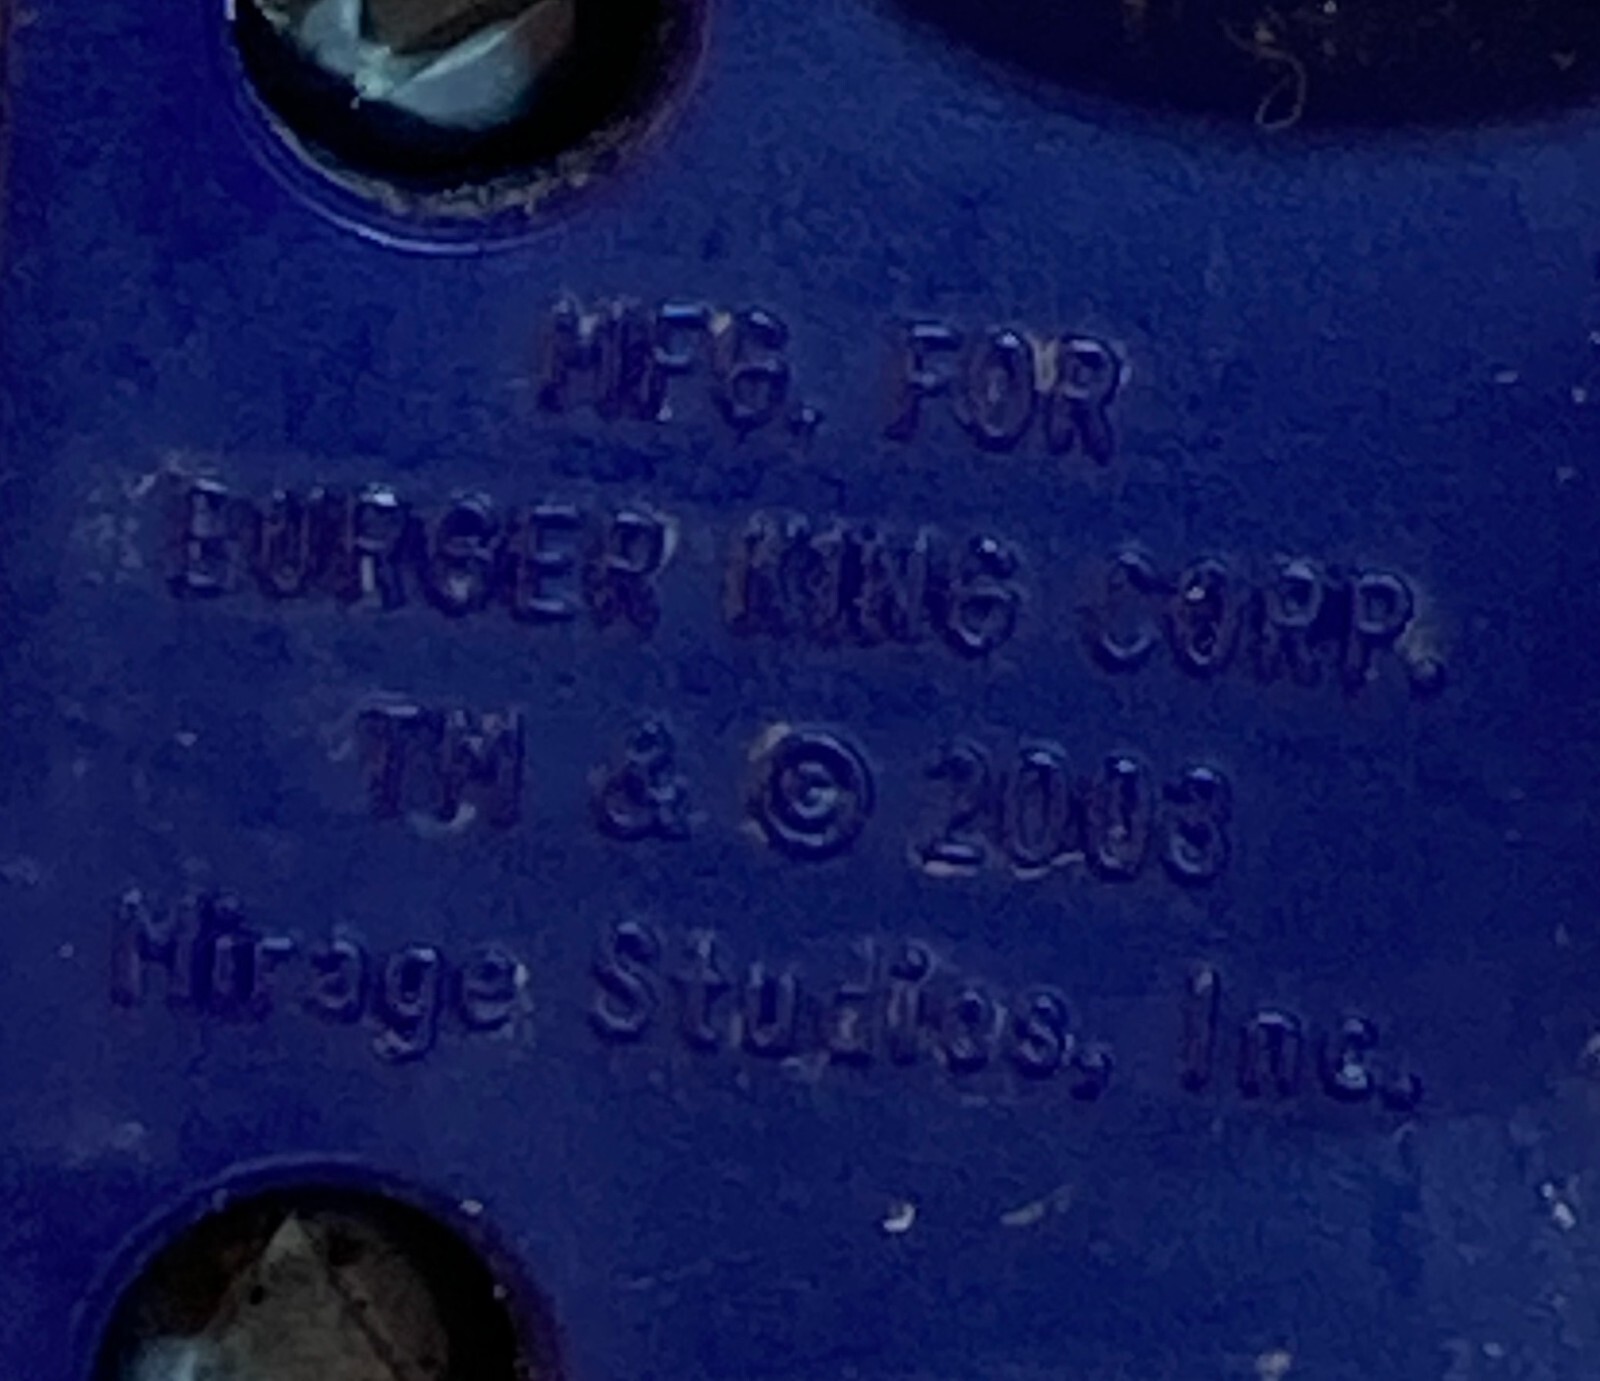 MFG. FOR
BURGER KING CORP.
TM & © 2003
Mirage Studios, Inc.